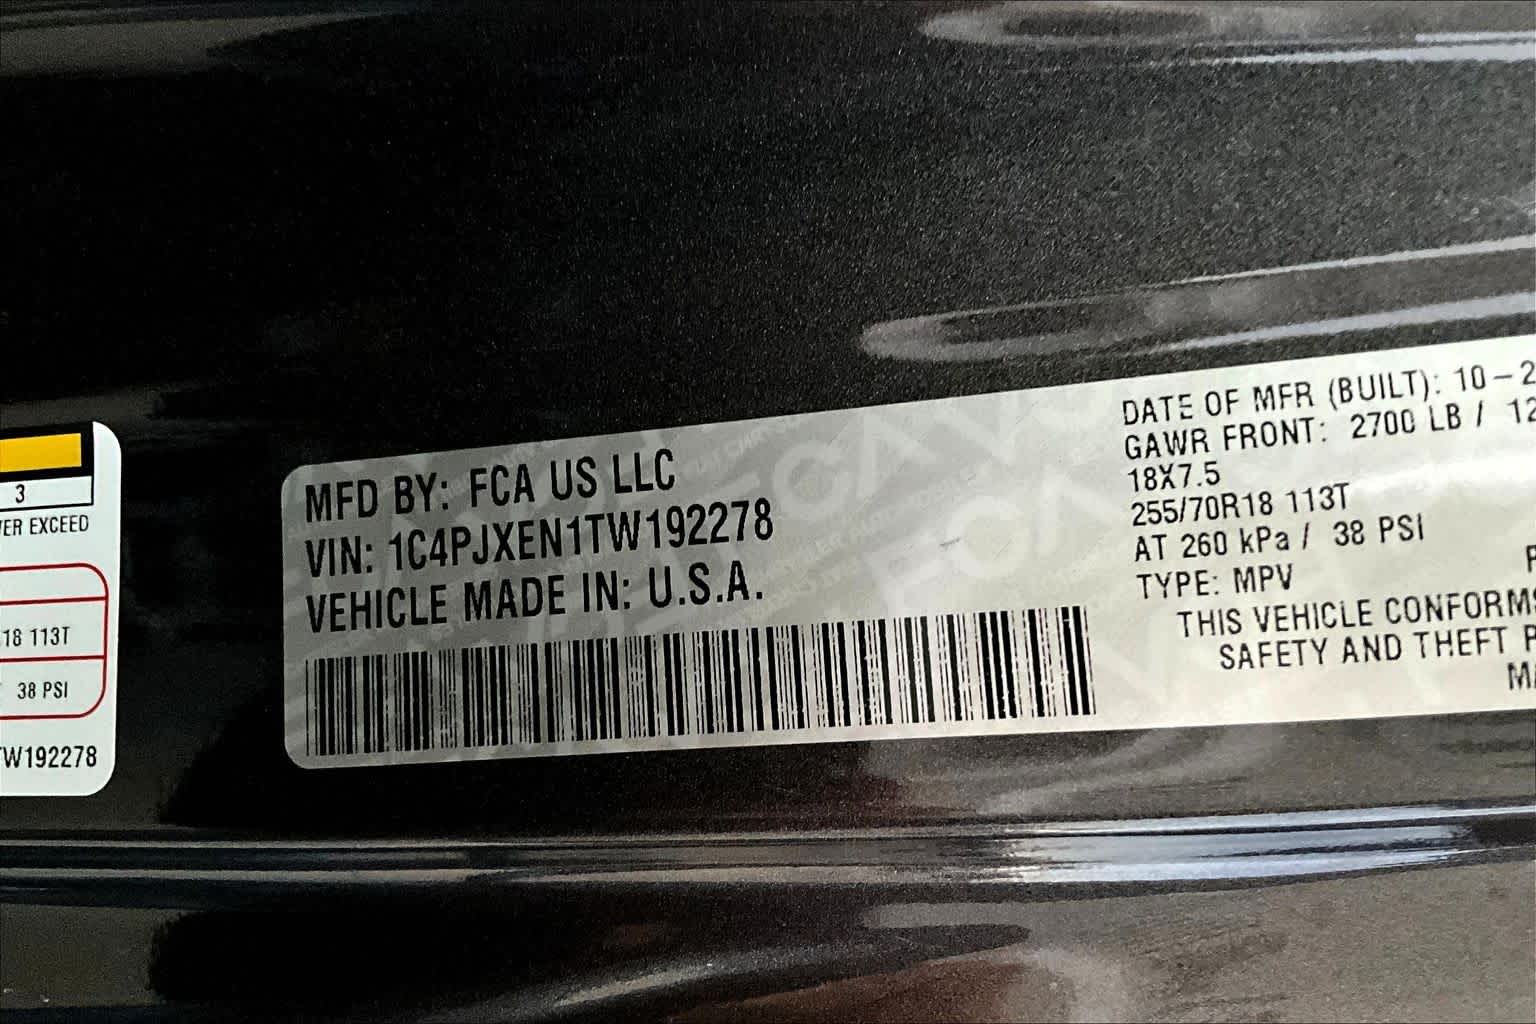 3
ER EXCEED
18 113T
38 PSI
TW192278
MFD BY: FCA US LLC
VIN: 1C4PJXEN1TW192278
VEHICLE MADE IN: U.S.A.
DATE OF MFR (BUILT): 10-2
GAWR FRONT: 2700 LB / 12
18X7.5
255/70R18 113T
AT 260 kPa / 38 PSI
TYPE: MPV
THIS VEHICLE CONFORMS
SAFETY AND THEFT P
MA